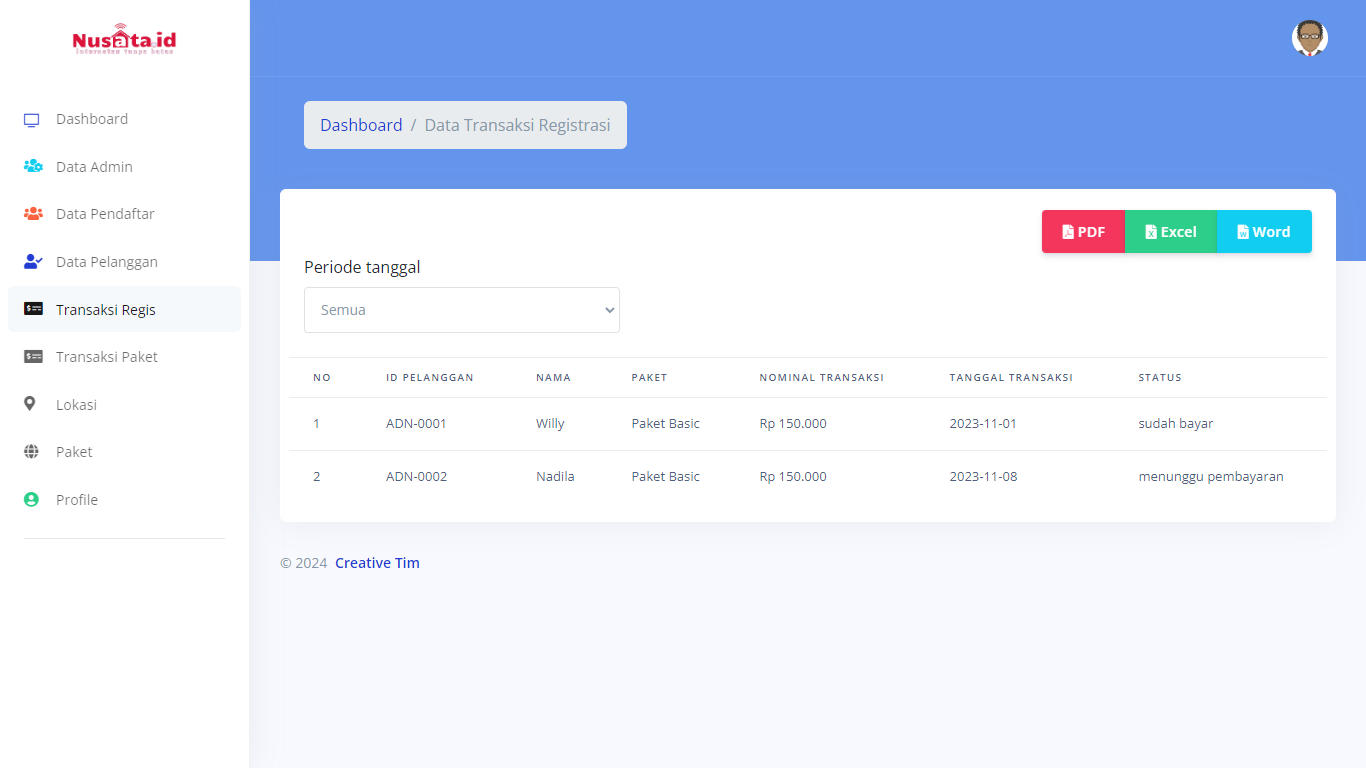 Nusata.id
Dashboard
Data Admin
Data Pendaftar
Data Pelanggan
Transaksi Regis
Transaksi Paket
Lokasi
Paket
Profile
Dashboard / Data Transaksi Registrasi
PDF Excel Word
Periode tanggal
Semua
NO ID PELANGGAN NAMA PAKET NOMINAL TRANSAKSI TANGGAL TRANSAKSI STATUS
1 ADN-0001 Willy Paket Basic Rp 150.000 2023-11-01 sudah bayar
2 ADN-0002 Nadila Paket Basic Rp 150.000 2023-11-08 menunggu pembayaran
© 2024 Creative Tim